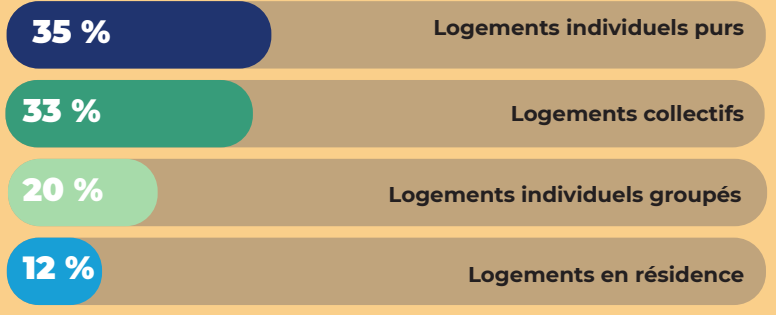 35 % Logements individuels purs
33 % Logements collectifs
20 % Logements individuels groupés
12 % Logements en résidence